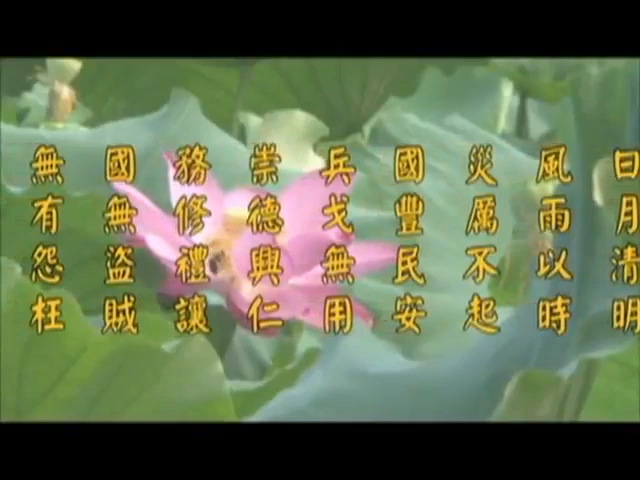 日月清明
風雨以時
災厲不起
國豐民安
兵戈無用
崇德興仁
務修禮讓
國無盜賊
無有怨枉